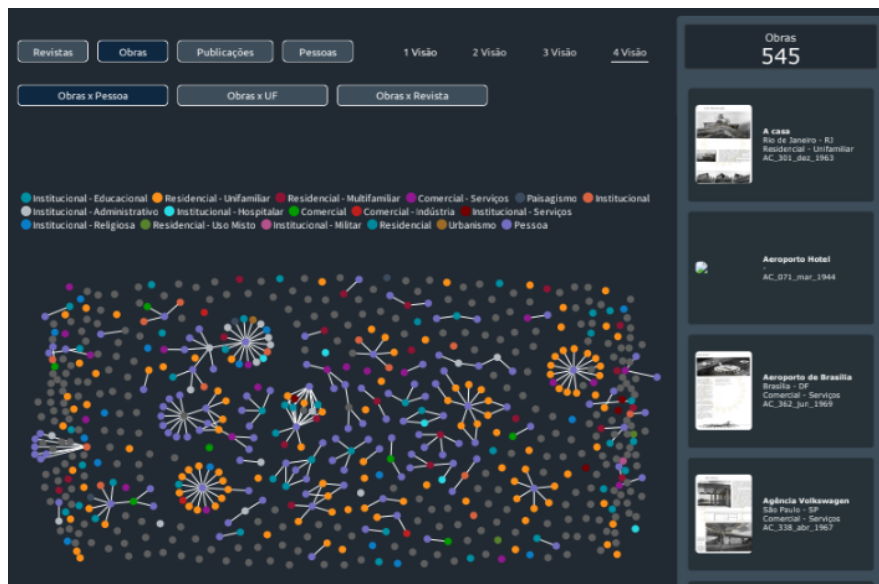 Revistas Obras Publicações Pessoas 1 Visão 2 Visão 3 Visão 4 Visão
Obras x Pessoa Obras x UF Obras x Revista
Institucional - Educacional Residencial - Unifamiliar Residencial - Multifamiliar Comercial - Serviços Paisagismo Institucional
Institucional - Administrativo Institucional - Hospitalar Comercial Comercial - Indústria Institucional - Serviços
Institucional - Religiosa Residencial - Uso Misto Institucional - Militar Residencial Urbanismo Pessoa
Obras
545
A casa
Rio de Janeiro - RJ
Residencial - Unifamiliar
AC_301_dez_1963
Aeroporto Hotel
-
AC_071_mar_1944
Aeroporto de Brasília
Brasília - DF
Comercial - Serviços
AC_362_jun_1969
Agência Volkswagen
São Paulo - SP
Comercial - Serviços
AC_338_abr_1967